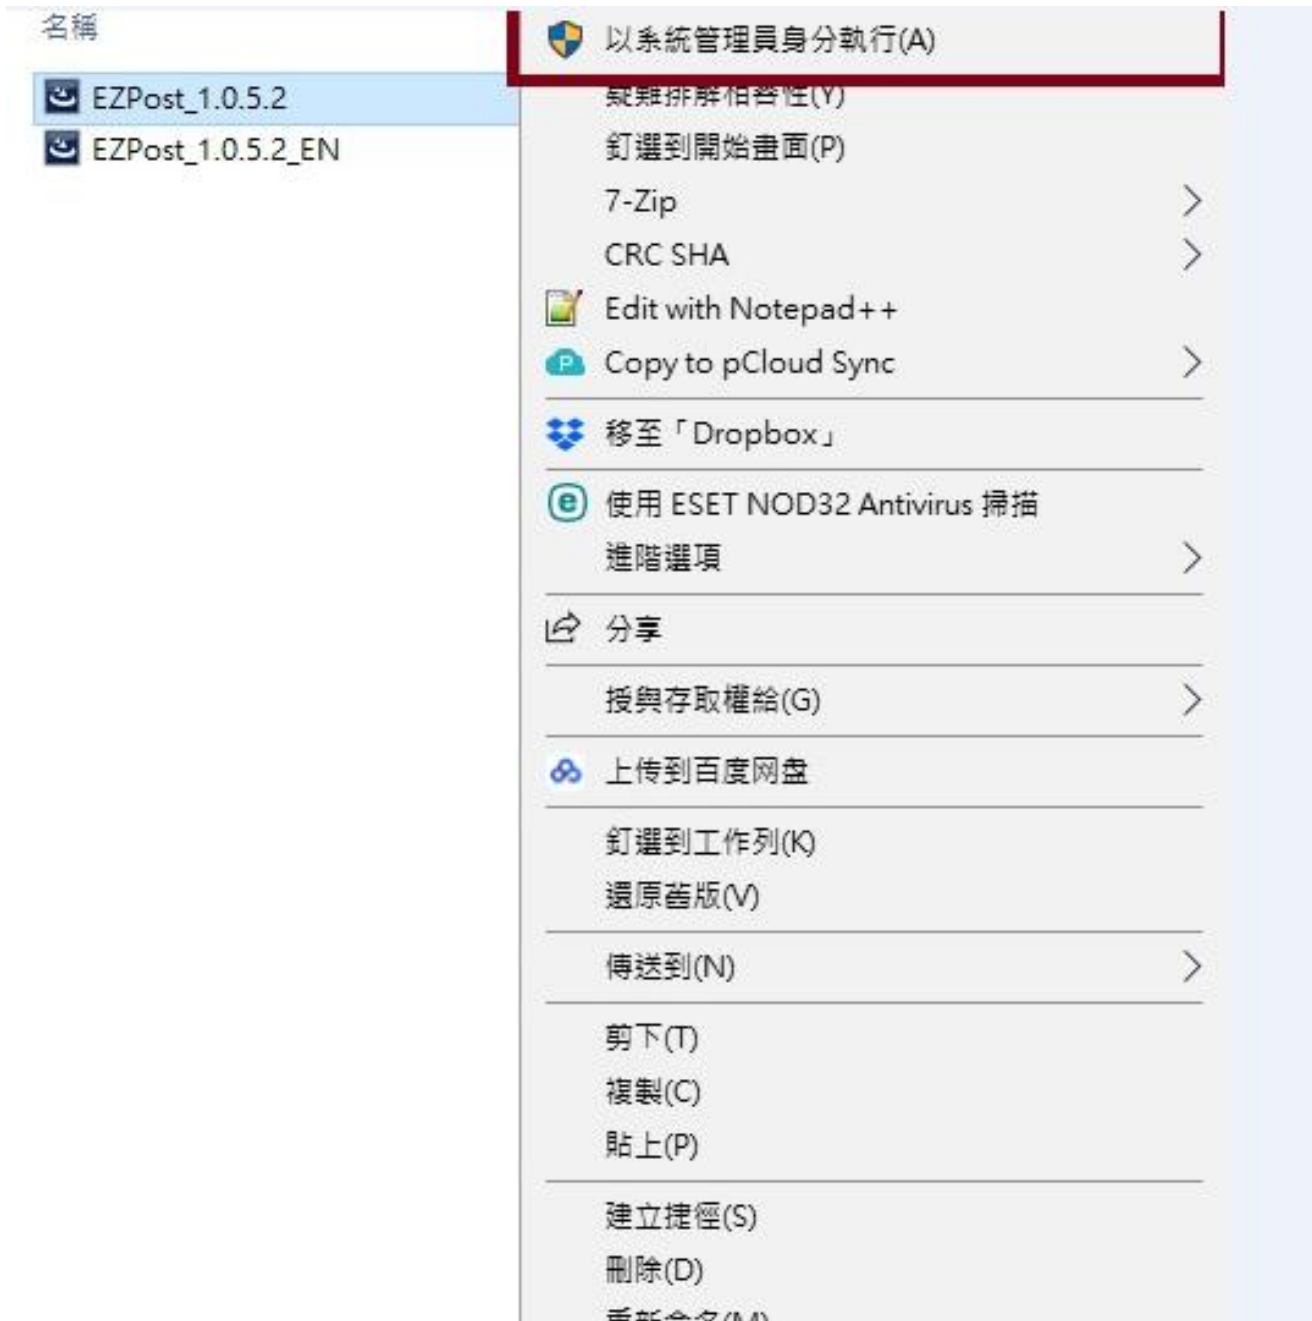 名稱
EZPost_1.0.5.2
EZPost_1.0.5.2_EN
以系統管理員身分執行(A)
疑難排解相容性(Y)
釘選到開始畫面(P)
7-Zip
CRC SHA
Edit with Notepad++
Copy to pCloud Sync
移至「Dropbox」
使用 ESET NOD32 Antivirus 掃描
進階選項
分享
授與存取權給(G)
上传到百度网盘
釘選到工作列(K)
還原舊版(V)
傳送到(N)
剪下(T)
複製(C)
貼上(P)
建立捷徑(S)
刪除(D)
重新命名(M)